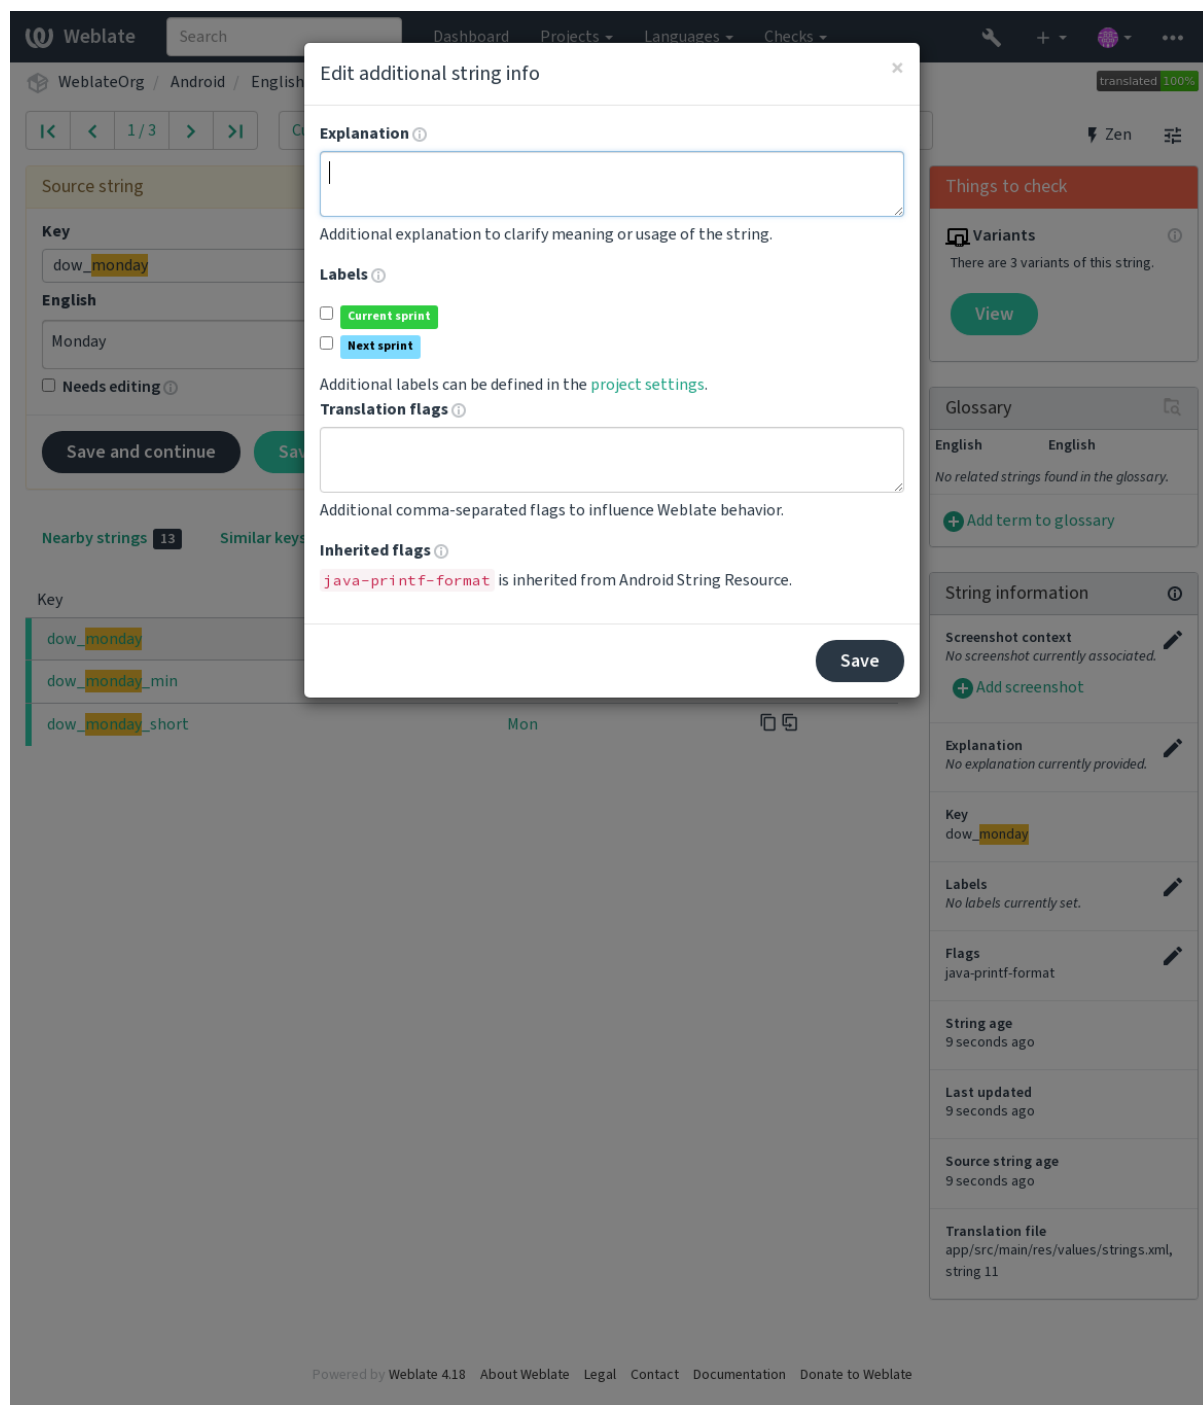 Weblate
Search
Dashboard
Projects
Languages
Checks
WeblateOrg / Android / English
translated 100%
1 / 3
Zen
Edit additional string info
×
Explanation
Additional explanation to clarify meaning or usage of the string.
Labels
Current sprint
Next sprint
Additional labels can be defined in the project settings.
Translation flags
Additional comma-separated flags to influence Weblate behavior.
Inherited flags
java-printf-format is inherited from Android String Resource.
Save
Source string
Key
dow_monday
English
Monday
Needs editing
Save and continue
Nearby strings 13
Similar keys
Key
dow_monday
dow_monday_min
dow_monday_short
Mon
Things to check
Variants
There are 3 variants of this string.
View
Glossary
English English
No related strings found in the glossary.
Add term to glossary
String information
Screenshot context
No screenshot currently associated.
Add screenshot
Explanation
No explanation currently provided.
Key
dow_monday
Labels
No labels currently set.
Flags
java-printf-format
String age
9 seconds ago
Last updated
9 seconds ago
Source string age
9 seconds ago
Translation file
app/src/main/res/values/strings.xml,
string 11
Powered by Weblate 4.18 About Weblate Legal Contact Documentation Donate to Weblate